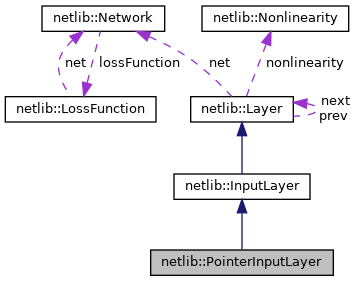 netlib::Network
netlib::Nonlinearity
net
lossFunction
net
nonlinearity
netlib::LossFunction
netlib::Layer
next
prev
netlib::InputLayer
netlib::PointerInputLayer